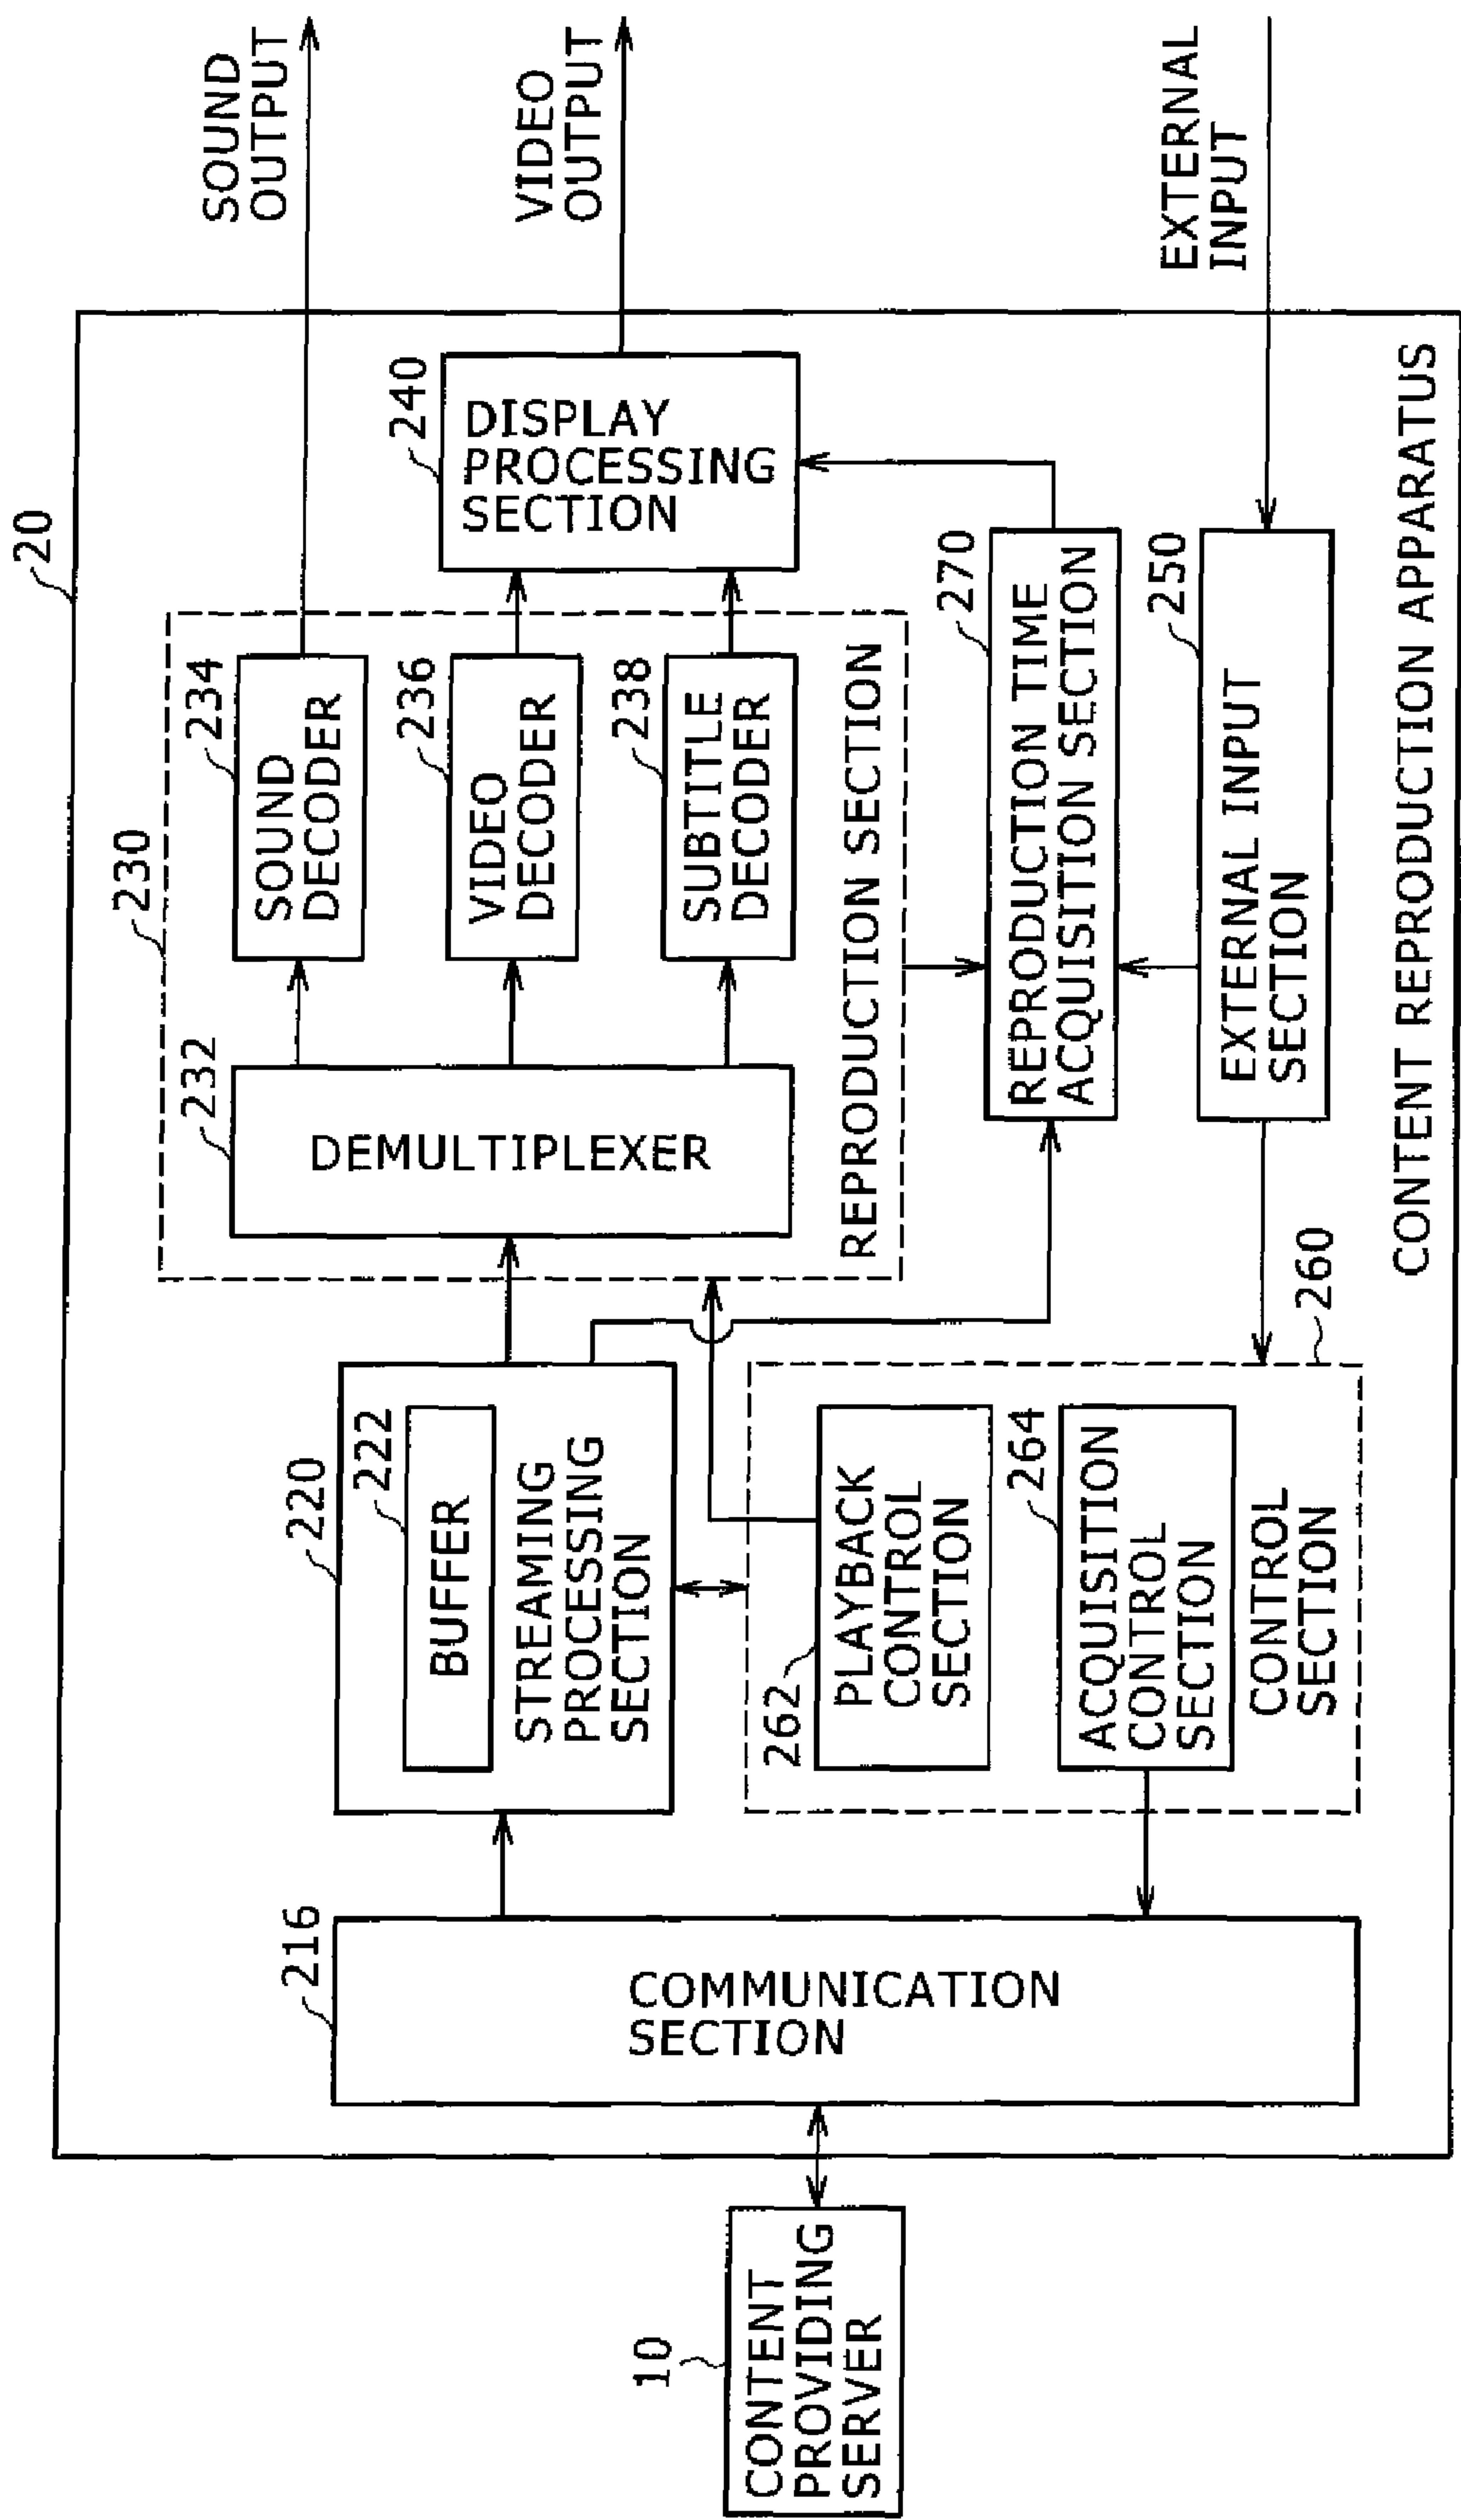 20
SOUND
OUTPUT
VIDEO
OUTPUT
EXTERNAL
INPUT
10
CONTENT
PROVIDING
SERVER
216
COMMUNICATION
SECTION
220
222
BUFFER
STREAMING
PROCESSING
SECTION
230
232
DEMULTIPLEXER
234
SOUND
DECODER
236
VIDEO
DECODER
238
SUBTITLE
DECODER
REPRODUCTION SECTION
240
DISPLAY
PROCESSING
SECTION
262
PLAYBACK
CONTROL
SECTION
264
ACQUISITION
CONTROL
SECTION
CONTROL
SECTION
260
270
REPRODUCTION TIME
ACQUISITION SECTION
250
EXTERNAL INPUT
SECTION
CONTENT REPRODUCTION APPARATUS